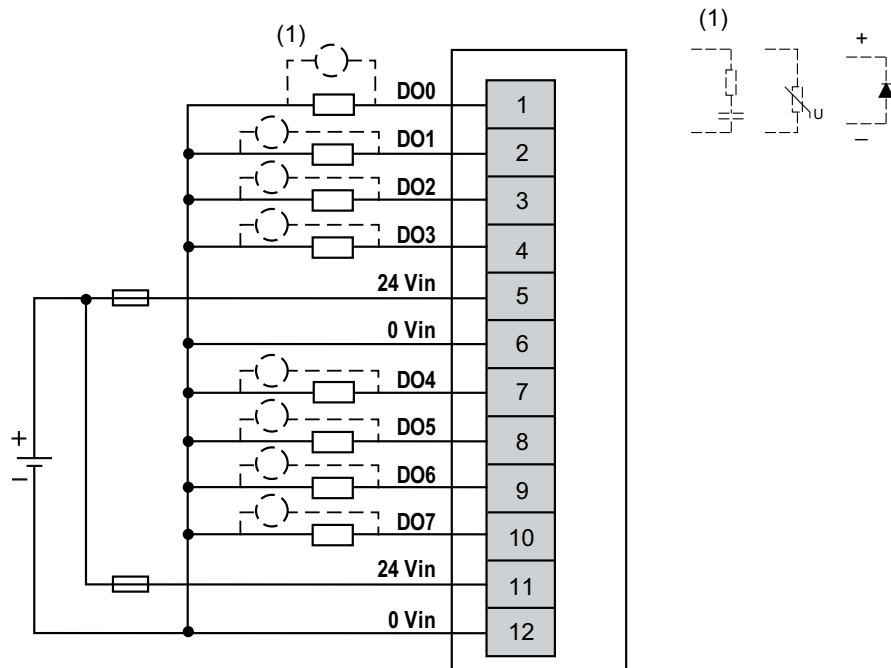 (1)
(1)
+
U
–
DO0 1
DO1 2
DO2 3
DO3 4
24 Vin 5
0 Vin 6
DO4 7
DO5 8
DO6 9
DO7 10
24 Vin 11
0 Vin 12
+
–